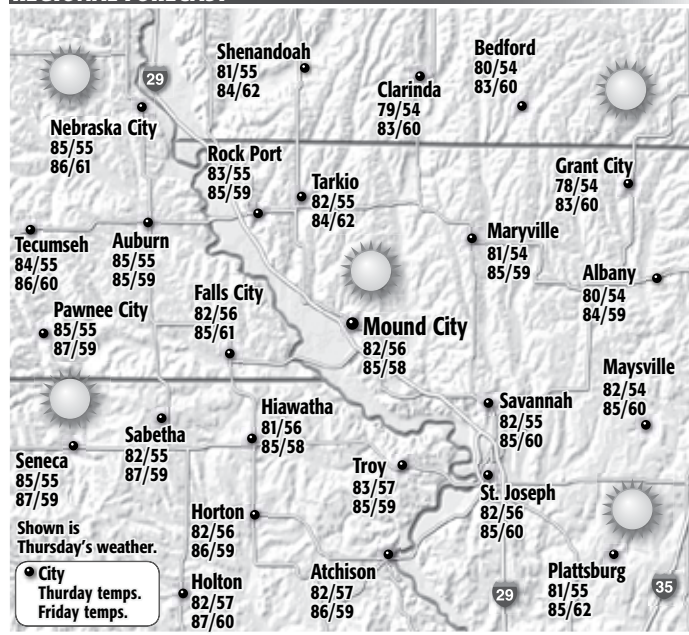 REGIONAL FORECAST
Shenandoah
81/55
84/62
Bedford
80/54
83/60
29
Clarinda
79/54
83/60
Nebraska City
85/55
86/61
Rock Port
83/55
85/59
Tarkio
82/55
84/62
Grant City
78/54
83/60
Tecumseh
84/55
86/60
Auburn
85/55
85/59
Maryville
81/54
85/59
Albany
80/54
84/59
Pawnee City
85/55
87/59
Falls City
82/56
85/61
Mound City
82/56
85/58
Maysville
82/54
85/60
Hiawatha
81/56
85/58
Savannah
82/55
85/60
Seneca
85/55
87/59
Sabetha
82/55
87/59
Troy
83/57
85/59
St. Joseph
82/56
85/60
Horton
82/56
86/59
Shown is
Thursday's weather.
City
Thurday temps.
Friday temps.
Holton
82/57
87/60
Atchison
82/57
86/59
29
Plattsburg
81/55
85/62
35